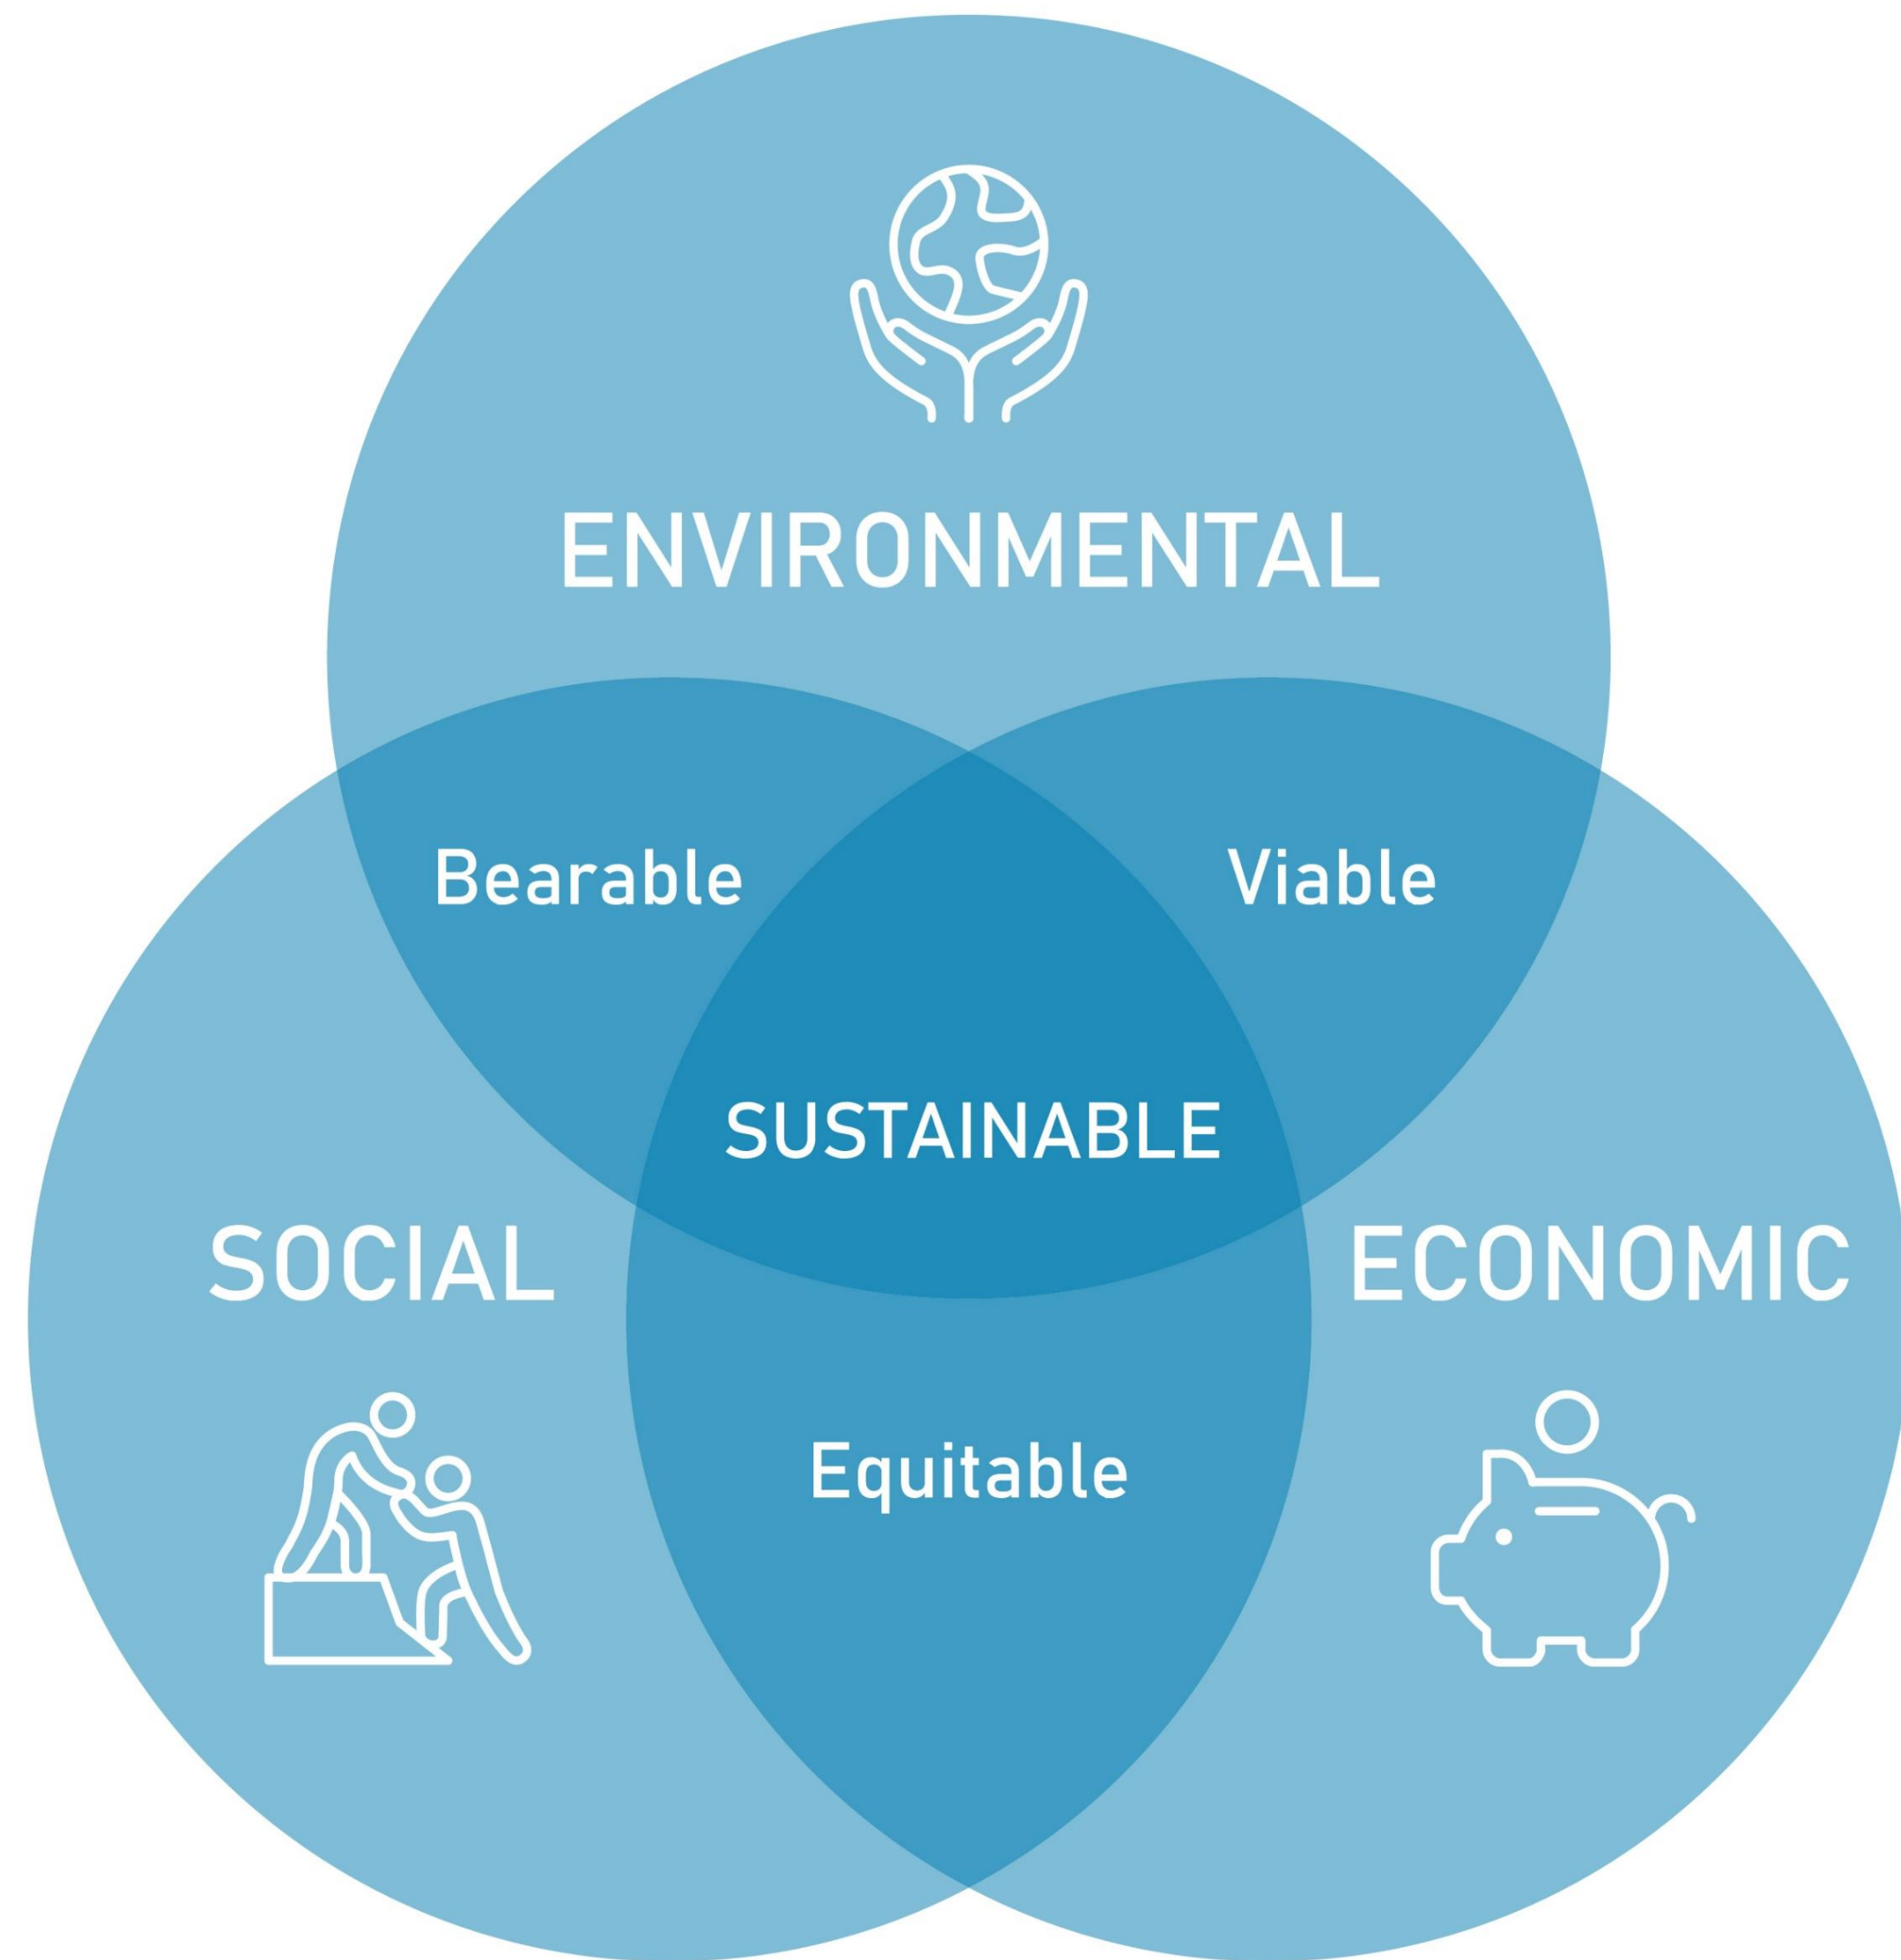 ENVIRONMENTAL
Bearable
Viable
SUSTAINABLE
SOCIAL
ECONOMIC
Equitable